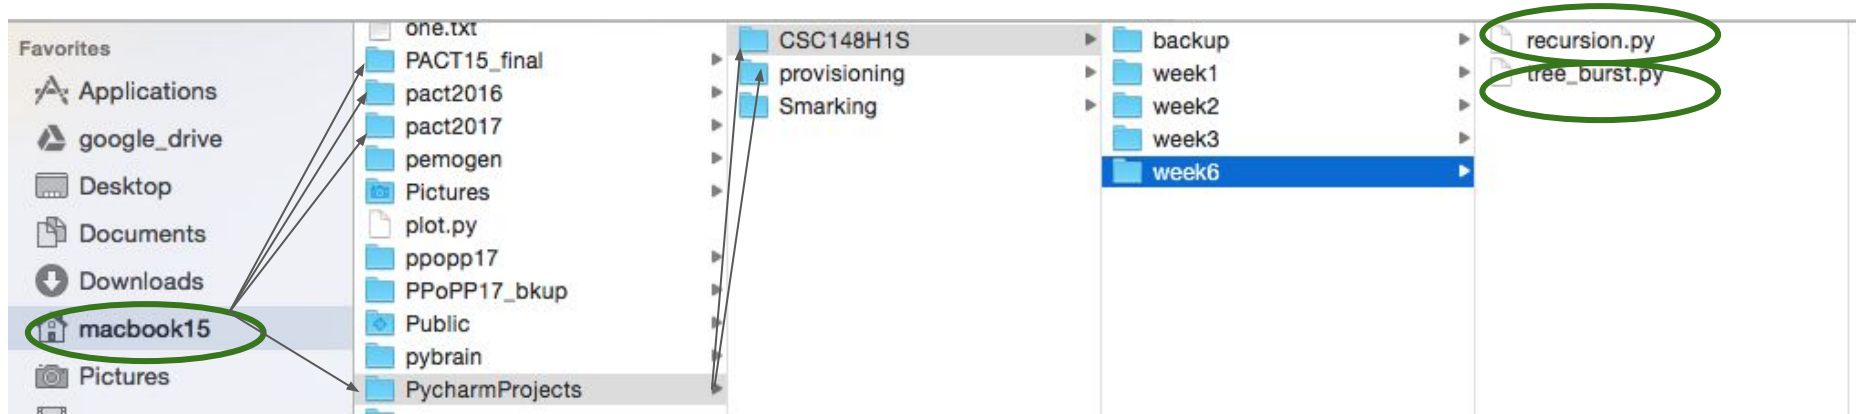 Favorites
Applications
google_drive
Desktop
Documents
Downloads
macbook15
Pictures
one.txt
PACT15_final
pact2016
pact2017
pemogen
Pictures
plot.py
ppopp17
PPoPP17_bkup
Public
pybrain
PycharmProjects
CSC148H1S
provisioning
Smarking
backup
week1
week2
week3
week6
recursion.py
tree_burst.py